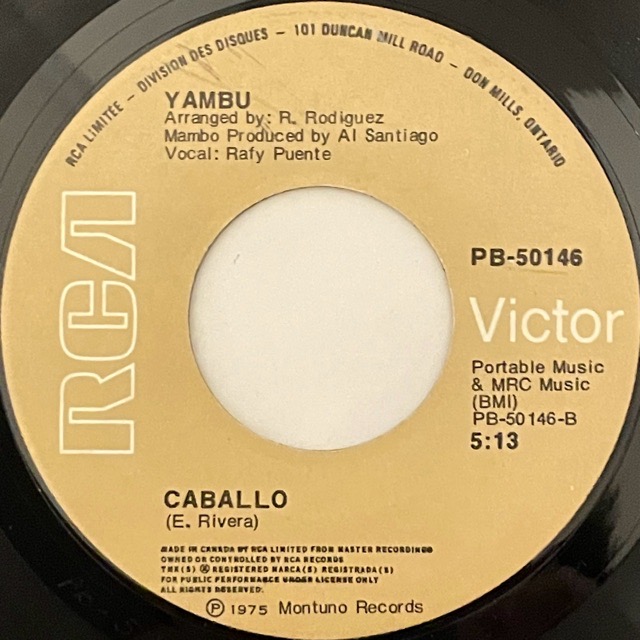 RCA LIMITÉE - DIVISION DES DISQUES - 101 DUNCAN MILL ROAD - DON MILLS, ONTARIO
YAMBU
Arranged by: R. Rodiguez
Mambo Produced by Al Santiago
Vocal: Rafy Puente
RCA
PB-50146
Victor
Portable Music
& MRC Music
(BMI)
PB-50146-B
5:13
CABALLO
(E. Rivera)
MADE IN CANADA BY RCA LIMITED FROM MASTER RECORDINGS
OWNED OR CONTROLLED BY RCA RECORDS
TMK(S) ® REGISTERED MARCA(S) REGISTRADA(S)
FOR PUBLIC PERFORMANCE UNDER LICENSE ONLY
ALL RIGHTS RESERVED.
Ⓟ 1975 Montuno Records